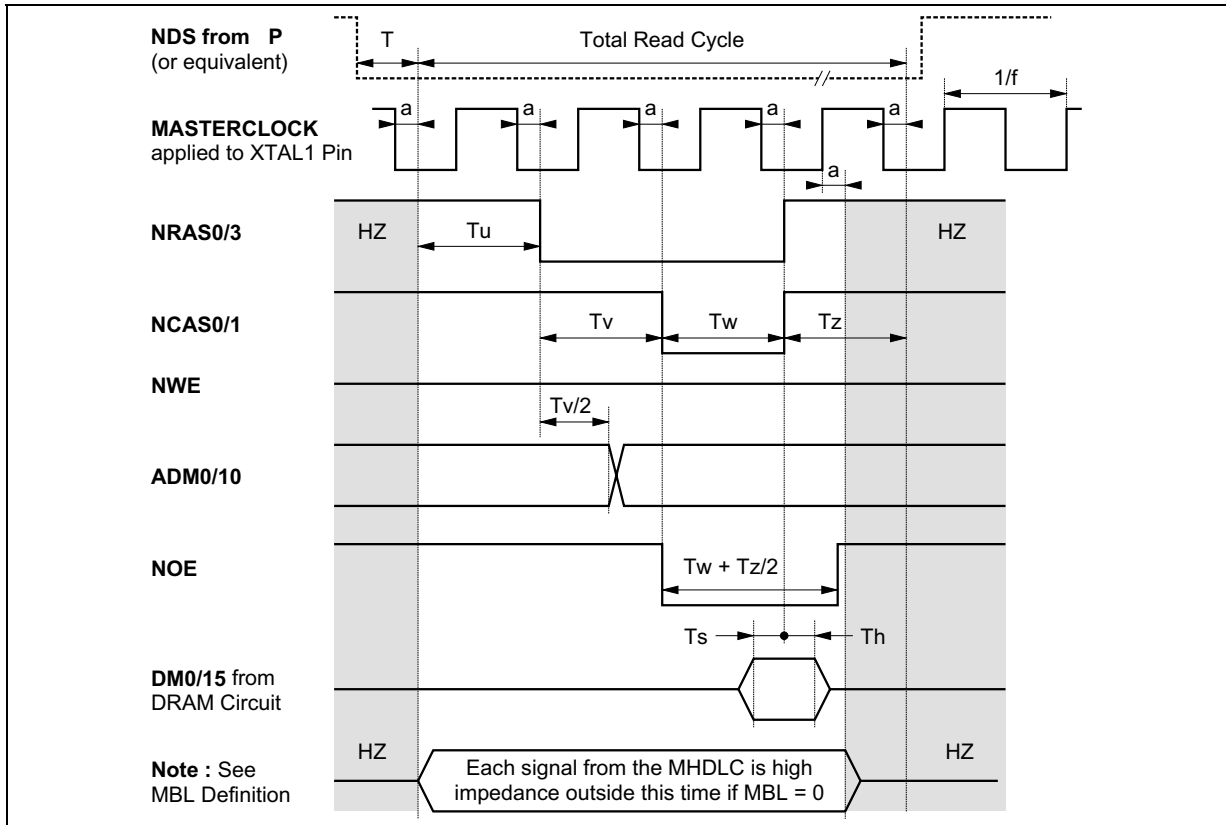 NDS from P
(or equivalent)
T
Total Read Cycle
1/f
MASTERCLOCK
applied to XTAL1 Pin
a
a
a
a
a
a
NRAS0/3
HZ
Tu
HZ
NCAS0/1
Tv
Tw
Tz
NWE
Tv/2
ADM0/10
NOE
Tw + Tz/2
Ts
Th
DM0/15 from
DRAM Circuit
HZ
HZ
Note : See
MBL Definition
Each signal from the MHDLC is high
impedance outside this time if MBL = 0